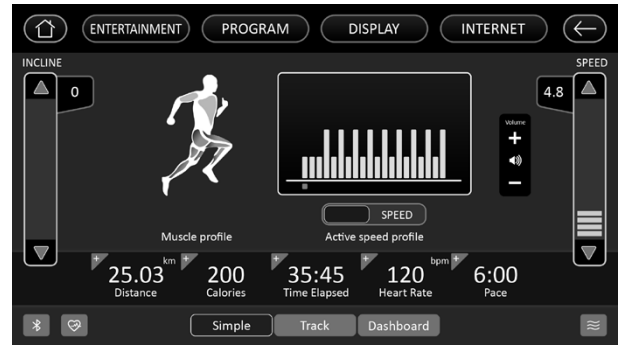 ENTERTAINMENT PROGRAM DISPLAY INTERNET
INCLINE SPEED
0 4.8
Volume
+
−
SPEED
Muscle profile Active speed profile
+ 25.03 km + 200 + 35:45 + 120 bpm + 6:00
Distance Calories Time Elapsed Heart Rate Pace
Simple Track Dashboard